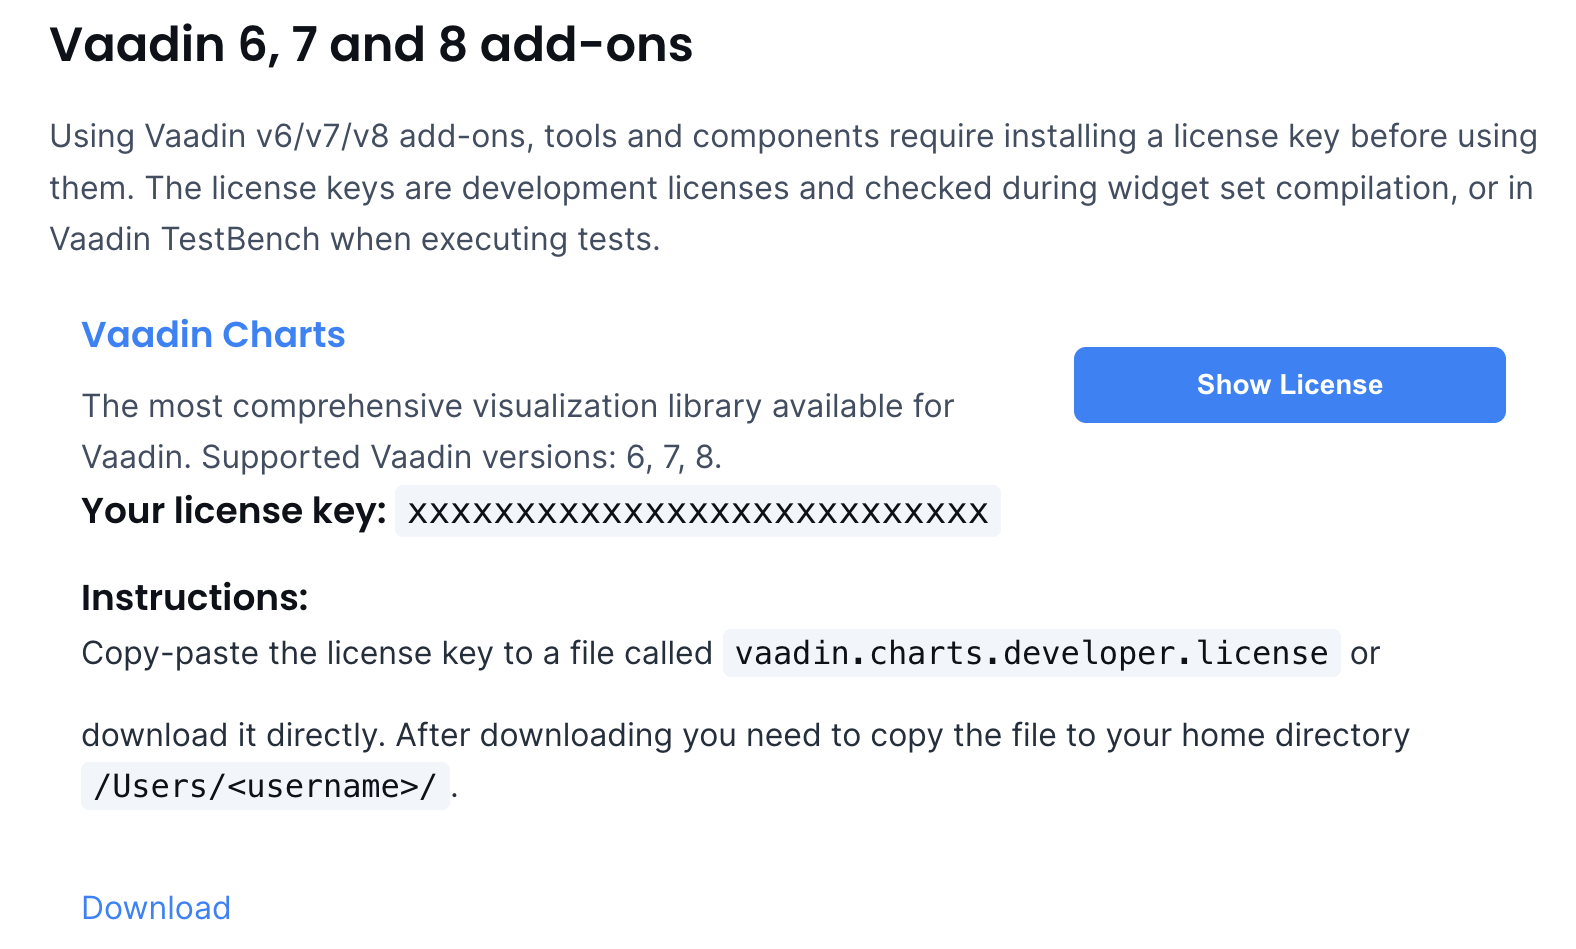 Vaadin 6, 7 and 8 add-ons
Using Vaadin v6/v7/v8 add-ons, tools and components require installing a license key before using
them. The license keys are development licenses and checked during widget set compilation, or in
Vaadin TestBench when executing tests.
Vaadin Charts
Show License
The most comprehensive visualization library available for
Vaadin. Supported Vaadin versions: 6, 7, 8.
Your license key: xxxxxxxxxxxxxxxxxxxxxxxxxxx
Instructions:
Copy-paste the license key to a file called vaadin.charts.developer.license or
download it directly. After downloading you need to copy the file to your home directory
/Users/<username>/.
Download